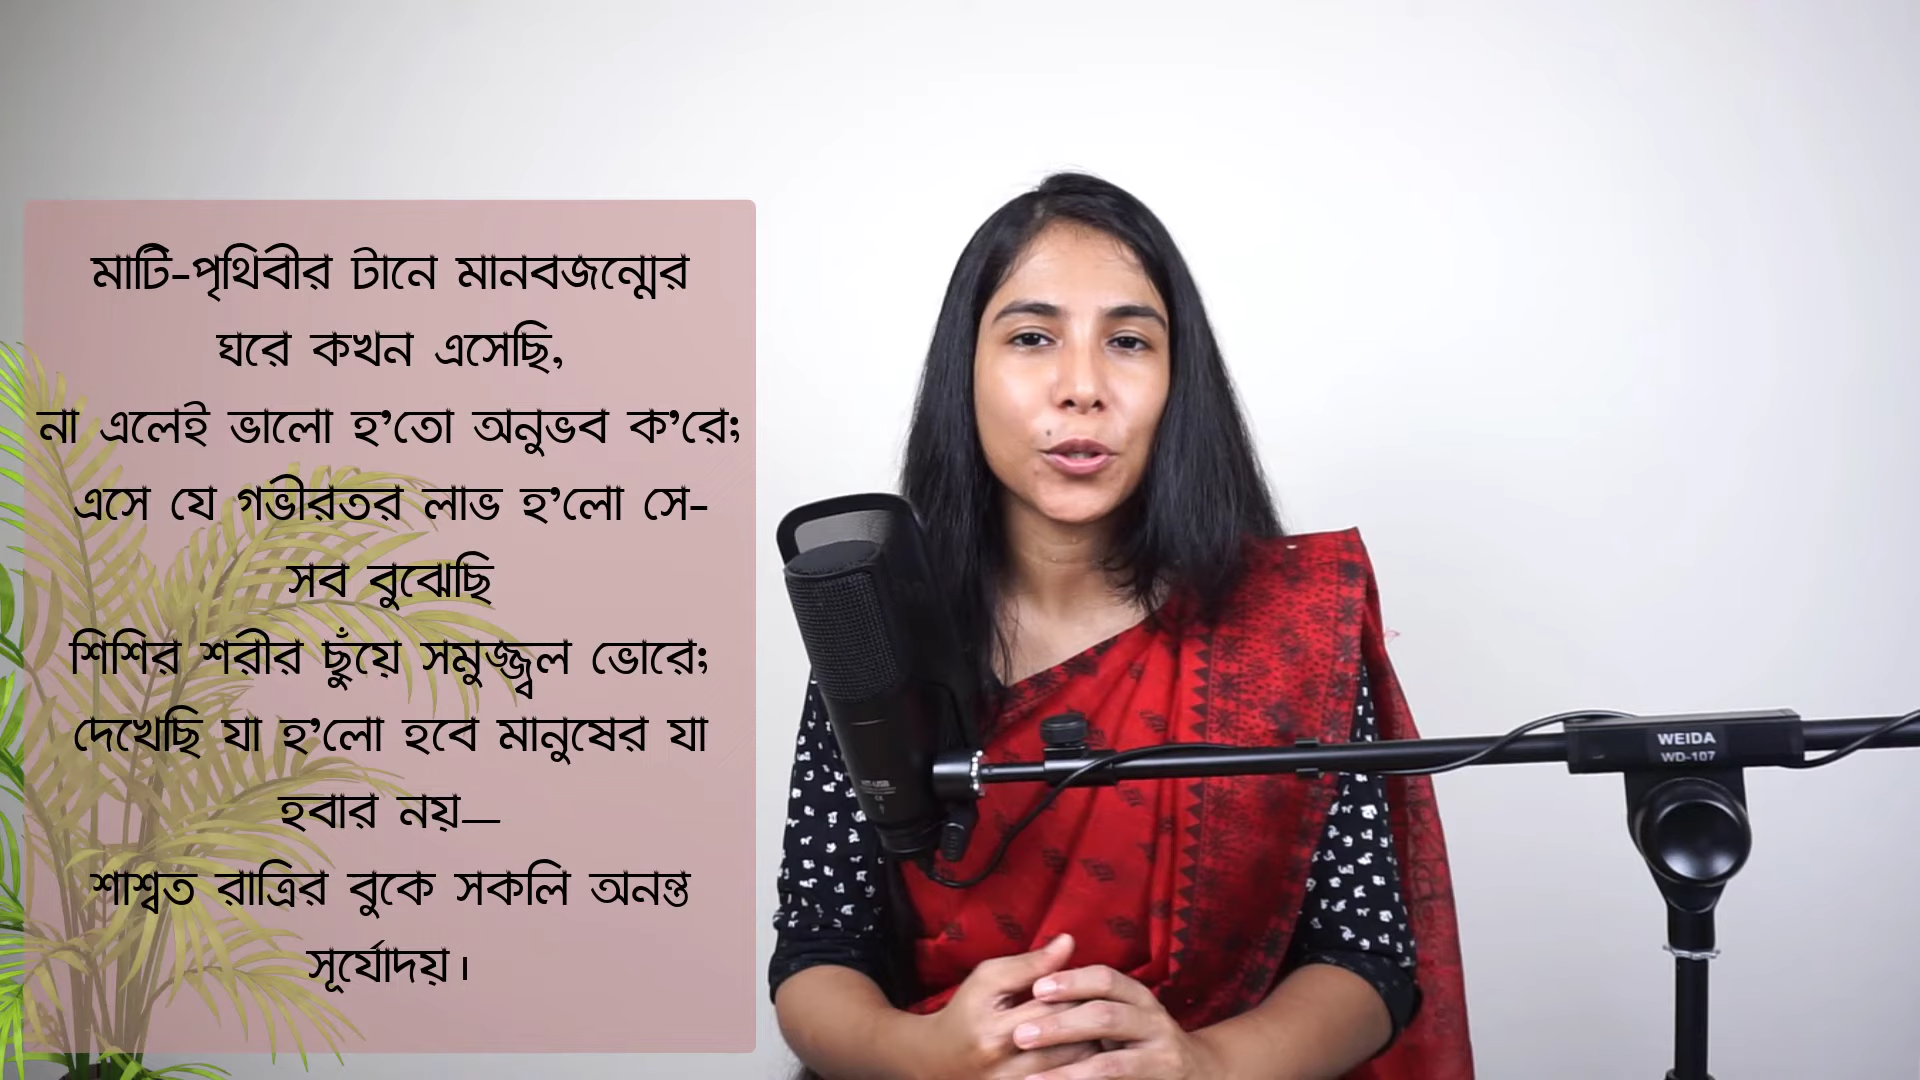 মাটি-পৃথিবীর টানে মানবজন্মের
ঘরে কখন এসেছি,
না এলেই ভালো হ’তো অনুভব ক’রে;
এসে যে গভীরতর লাভ হ’লো সে-
সব বুঝেছি
শিশির শরীর ছুঁয়ে সমুজ্জ্বল ভোরে;
দেখেছি যা হ’লো হবে মানুষের যা
হবার নয়—
শাশ্বত রাত্রির বুকে সকলি অনন্ত
সূর্যোদয়।
WEIDA
WD-107